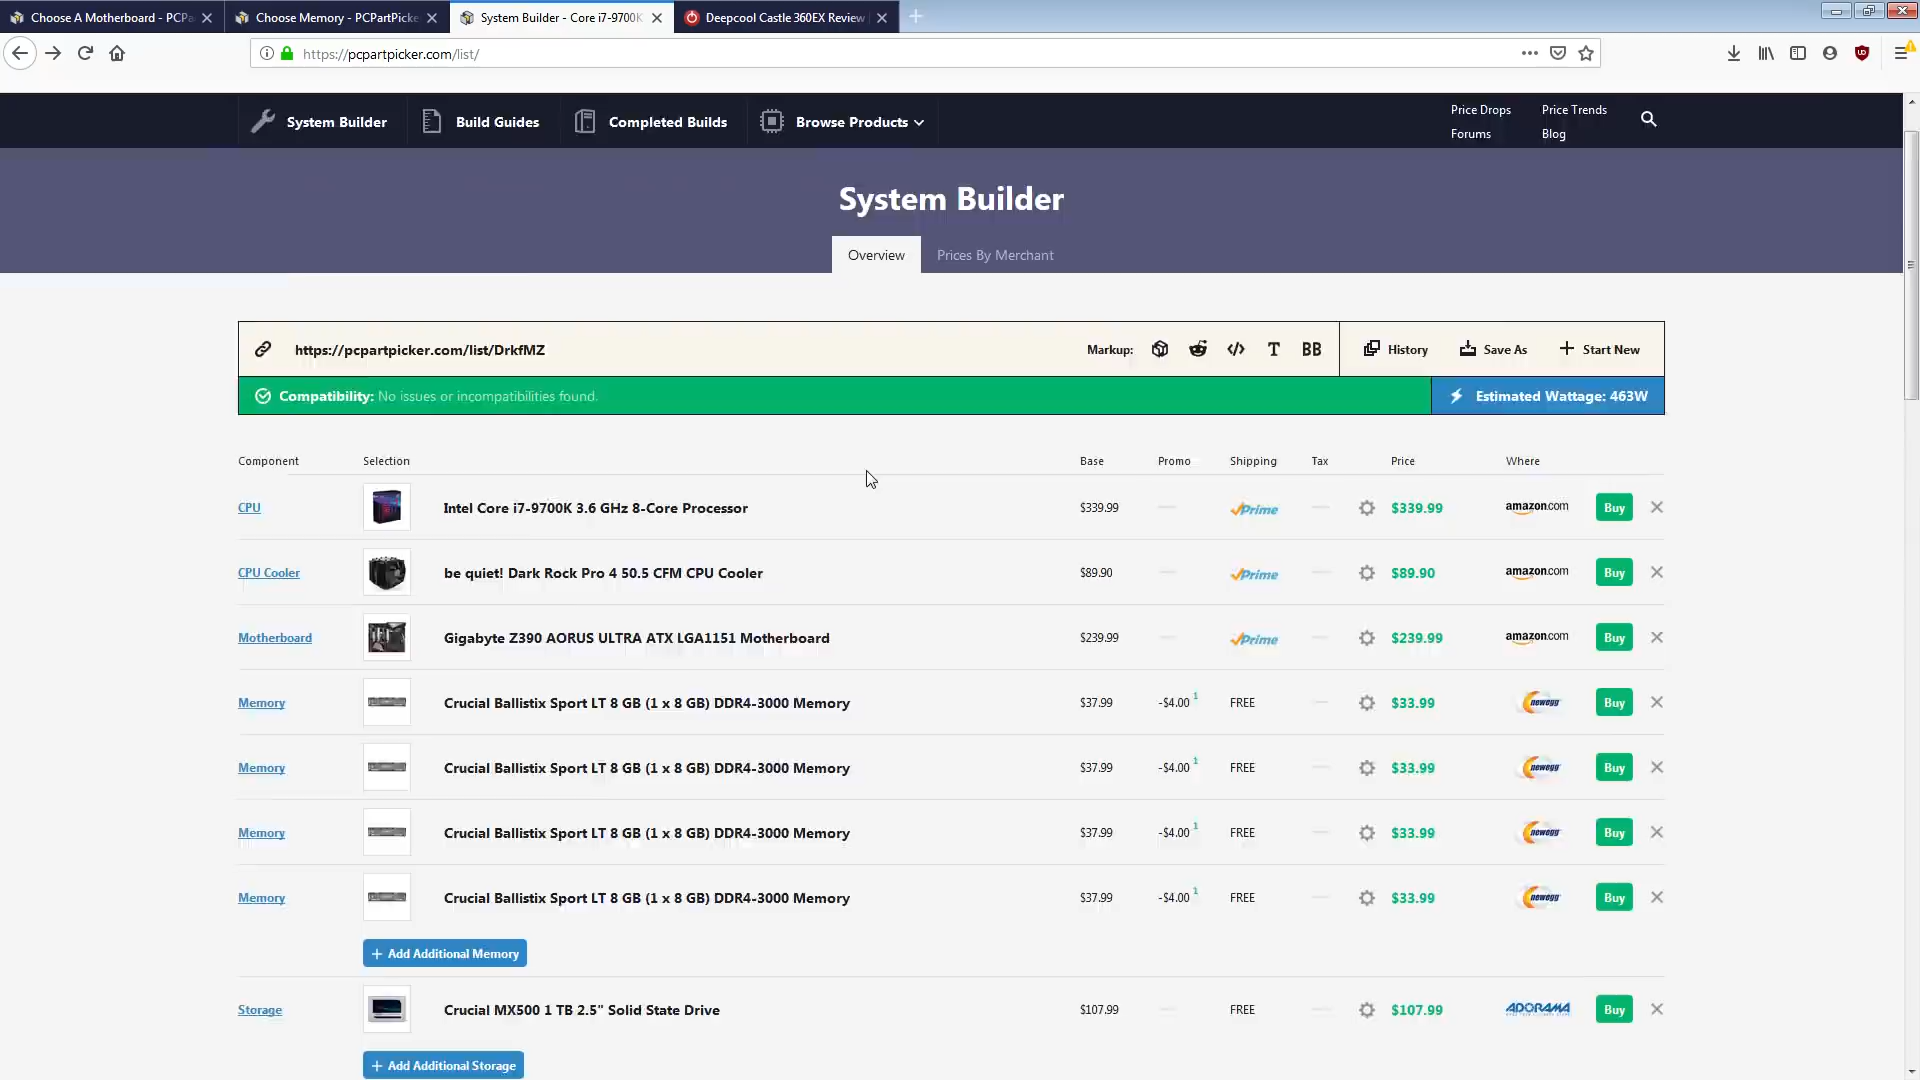 Choose A Motherboard - PCPa
Choose Memory - PCPartPicke
System Builder - Core i7-9700K
Deepcool Castle 360EX Review
https://pcpartpicker.com/list/
System Builder
Build Guides
Completed Builds
Browse Products
Price Drops
Price Trends
Forums
Blog
System Builder
Overview
Prices By Merchant
https://pcpartpicker.com/list/DrkfMZ
Markup:
T
BB
History
Save As
Start New
Compatibility: No issues or incompatibilities found.
Estimated Wattage: 463W
Component Selection Base Promo Shipping Tax Price Where
CPU Intel Core i7-9700K 3.6 GHz 8-Core Processor $339.99 Prime $339.99 amazon.com Buy
CPU Cooler be quiet! Dark Rock Pro 4 50.5 CFM CPU Cooler $89.90 Prime $89.90 amazon.com Buy
Motherboard Gigabyte Z390 AORUS ULTRA ATX LGA1151 Motherboard $239.99 Prime $239.99 amazon.com Buy
Memory Crucial Ballistix Sport LT 8 GB (1 x 8 GB) DDR4-3000 Memory $37.99 -$4.00 1 FREE $33.99 newegg Buy
Memory Crucial Ballistix Sport LT 8 GB (1 x 8 GB) DDR4-3000 Memory $37.99 -$4.00 1 FREE $33.99 newegg Buy
Memory Crucial Ballistix Sport LT 8 GB (1 x 8 GB) DDR4-3000 Memory $37.99 -$4.00 1 FREE $33.99 newegg Buy
Memory Crucial Ballistix Sport LT 8 GB (1 x 8 GB) DDR4-3000 Memory $37.99 -$4.00 1 FREE $33.99 newegg Buy
+ Add Additional Memory
Storage Crucial MX500 1 TB 2.5" Solid State Drive $107.99 FREE $107.99 ADORAMA Buy
+ Add Additional Storage